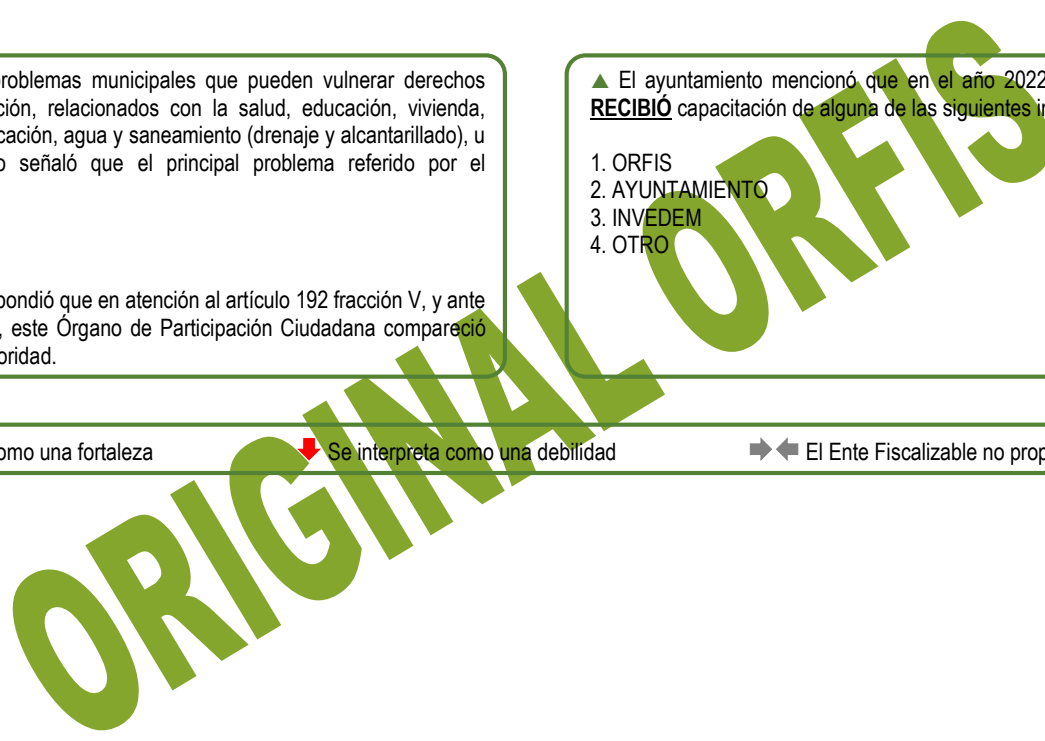 roblemas municipales que pueden vulnerar derechos
ción, relacionados con la salud, educación, vivienda,
cación, agua y saneamiento (drenaje y alcantarillado), u
o señaló que el principal problema referido por el
pondió que en atención al artículo 192 fracción V, y ante
, este Órgano de Participación Ciudadana compareció
oridad.
▲ El ayuntamiento mencionó que en el año 2022
RECIBIÓ capacitación de alguna de las siguientes i
1. ORFIS
2. AYUNTAMIENTO
3. INVEDEM
4. OTRO
omo una fortaleza
Se interpreta como una debilidad
El Ente Fiscalizable no prop
ORIGINAL ORFIS